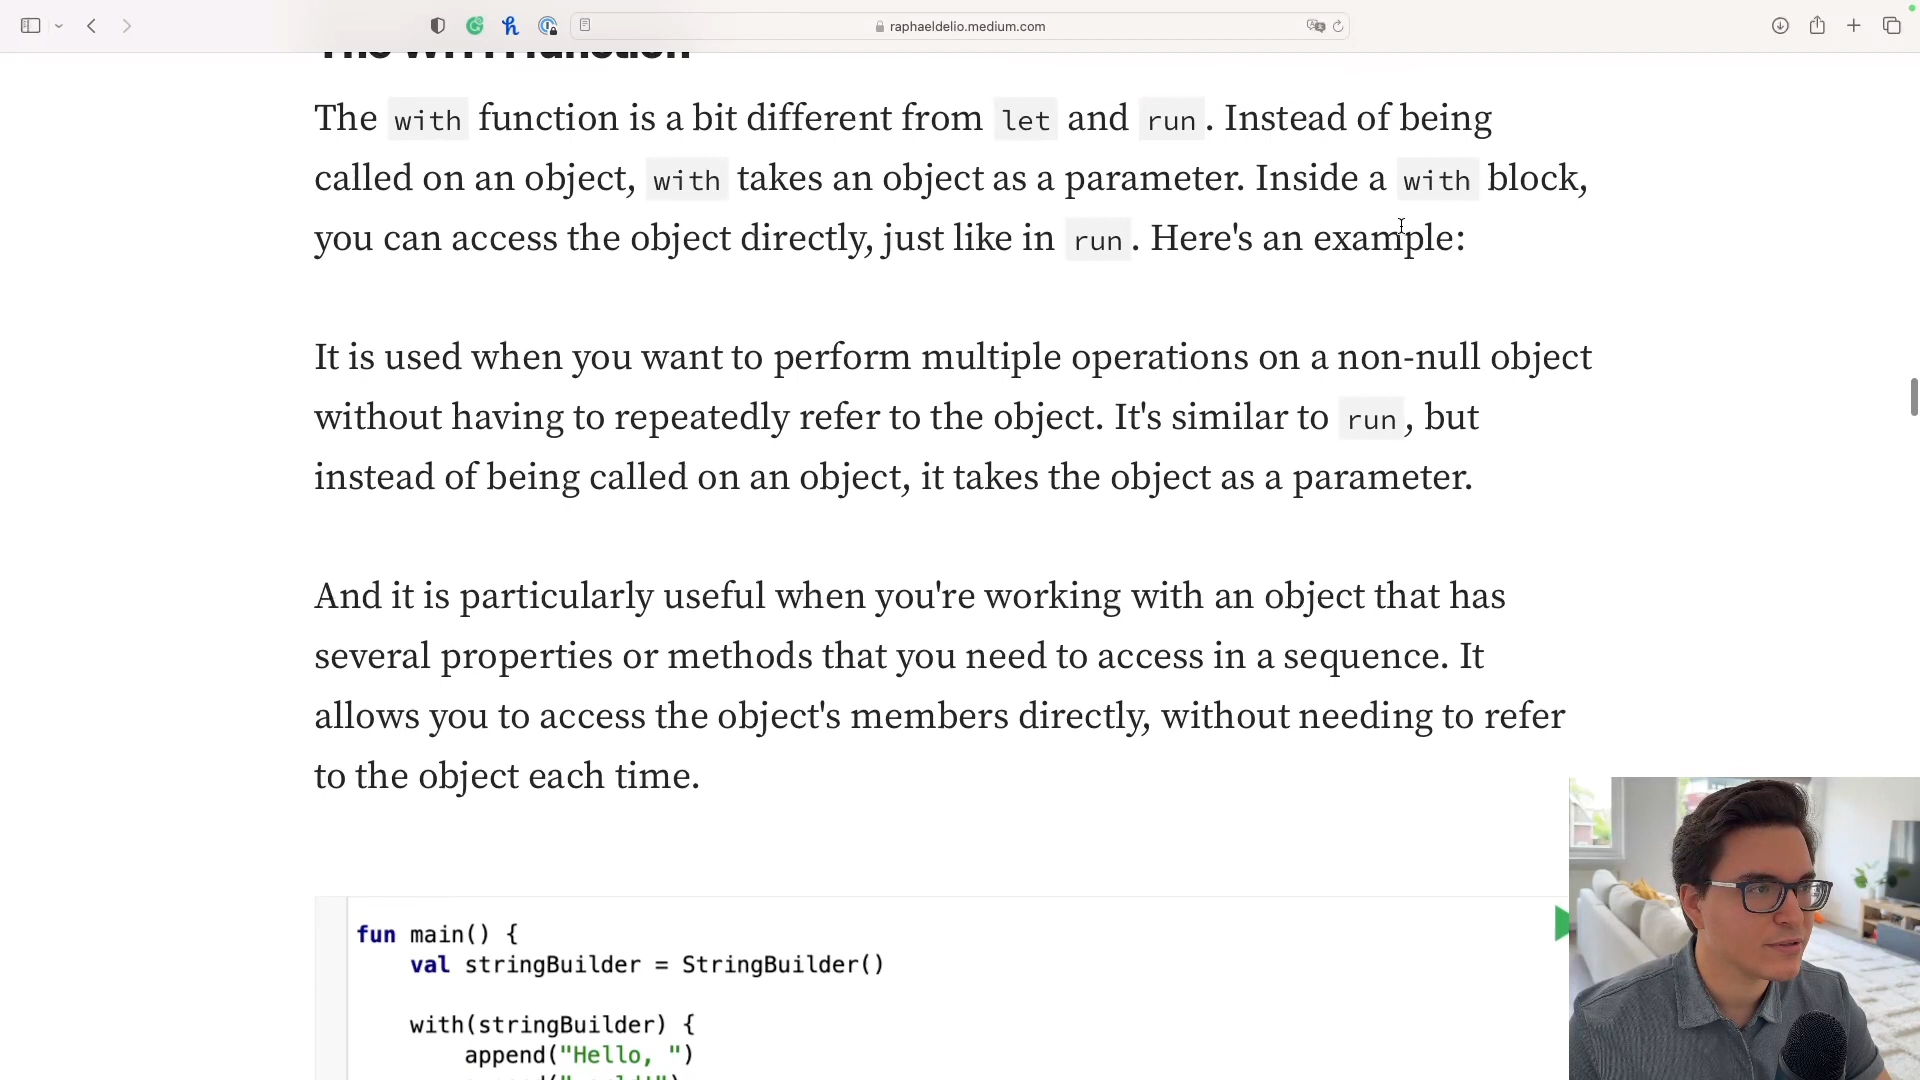 raphaeldelio.medium.com
The WITH function
The with function is a bit different from let and run. Instead of being
called on an object, with takes an object as a parameter. Inside a with block,
you can access the object directly, just like in run. Here's an example:
It is used when you want to perform multiple operations on a non-null object
without having to repeatedly refer to the object. It's similar to run, but
instead of being called on an object, it takes the object as a parameter.
And it is particularly useful when you're working with an object that has
several properties or methods that you need to access in a sequence. It
allows you to access the object's members directly, without needing to refer
to the object each time.
fun main() {
val stringBuilder = StringBuilder()
with(stringBuilder) {
append("Hello, ")